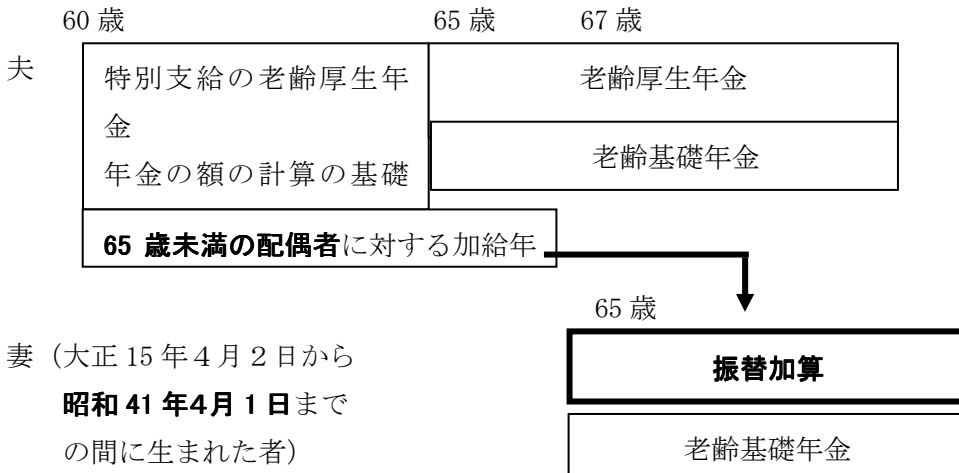 60 歳 65 歳 67 歳
夫
特別支給の老齢厚生年
金
年金の額の計算の基礎
老齢厚生年金
老齢基礎年金
65 歳未満の配偶者に対する加給年
65 歳
妻（大正 15 年４月２日から
昭和 41 年4月 1 日まで
の間に生まれた者）
振替加算
老齢基礎年金